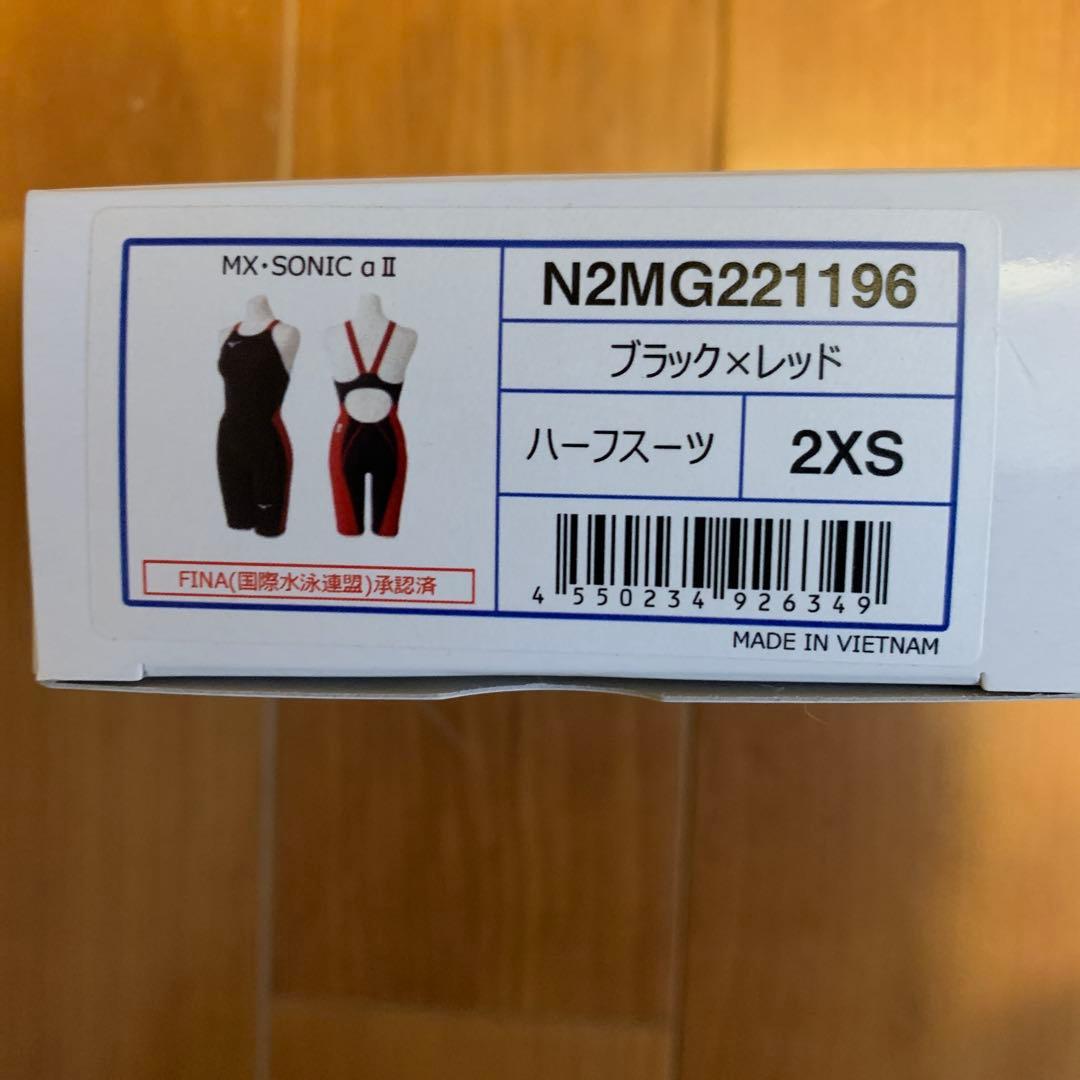 MX・SONIC αⅡ
FINA(国際水泳連盟)承認済
N2MG221196
ブラック×レッド
ハーフスーツ
2XS
4 550234 926349
MADE IN VIETNAM